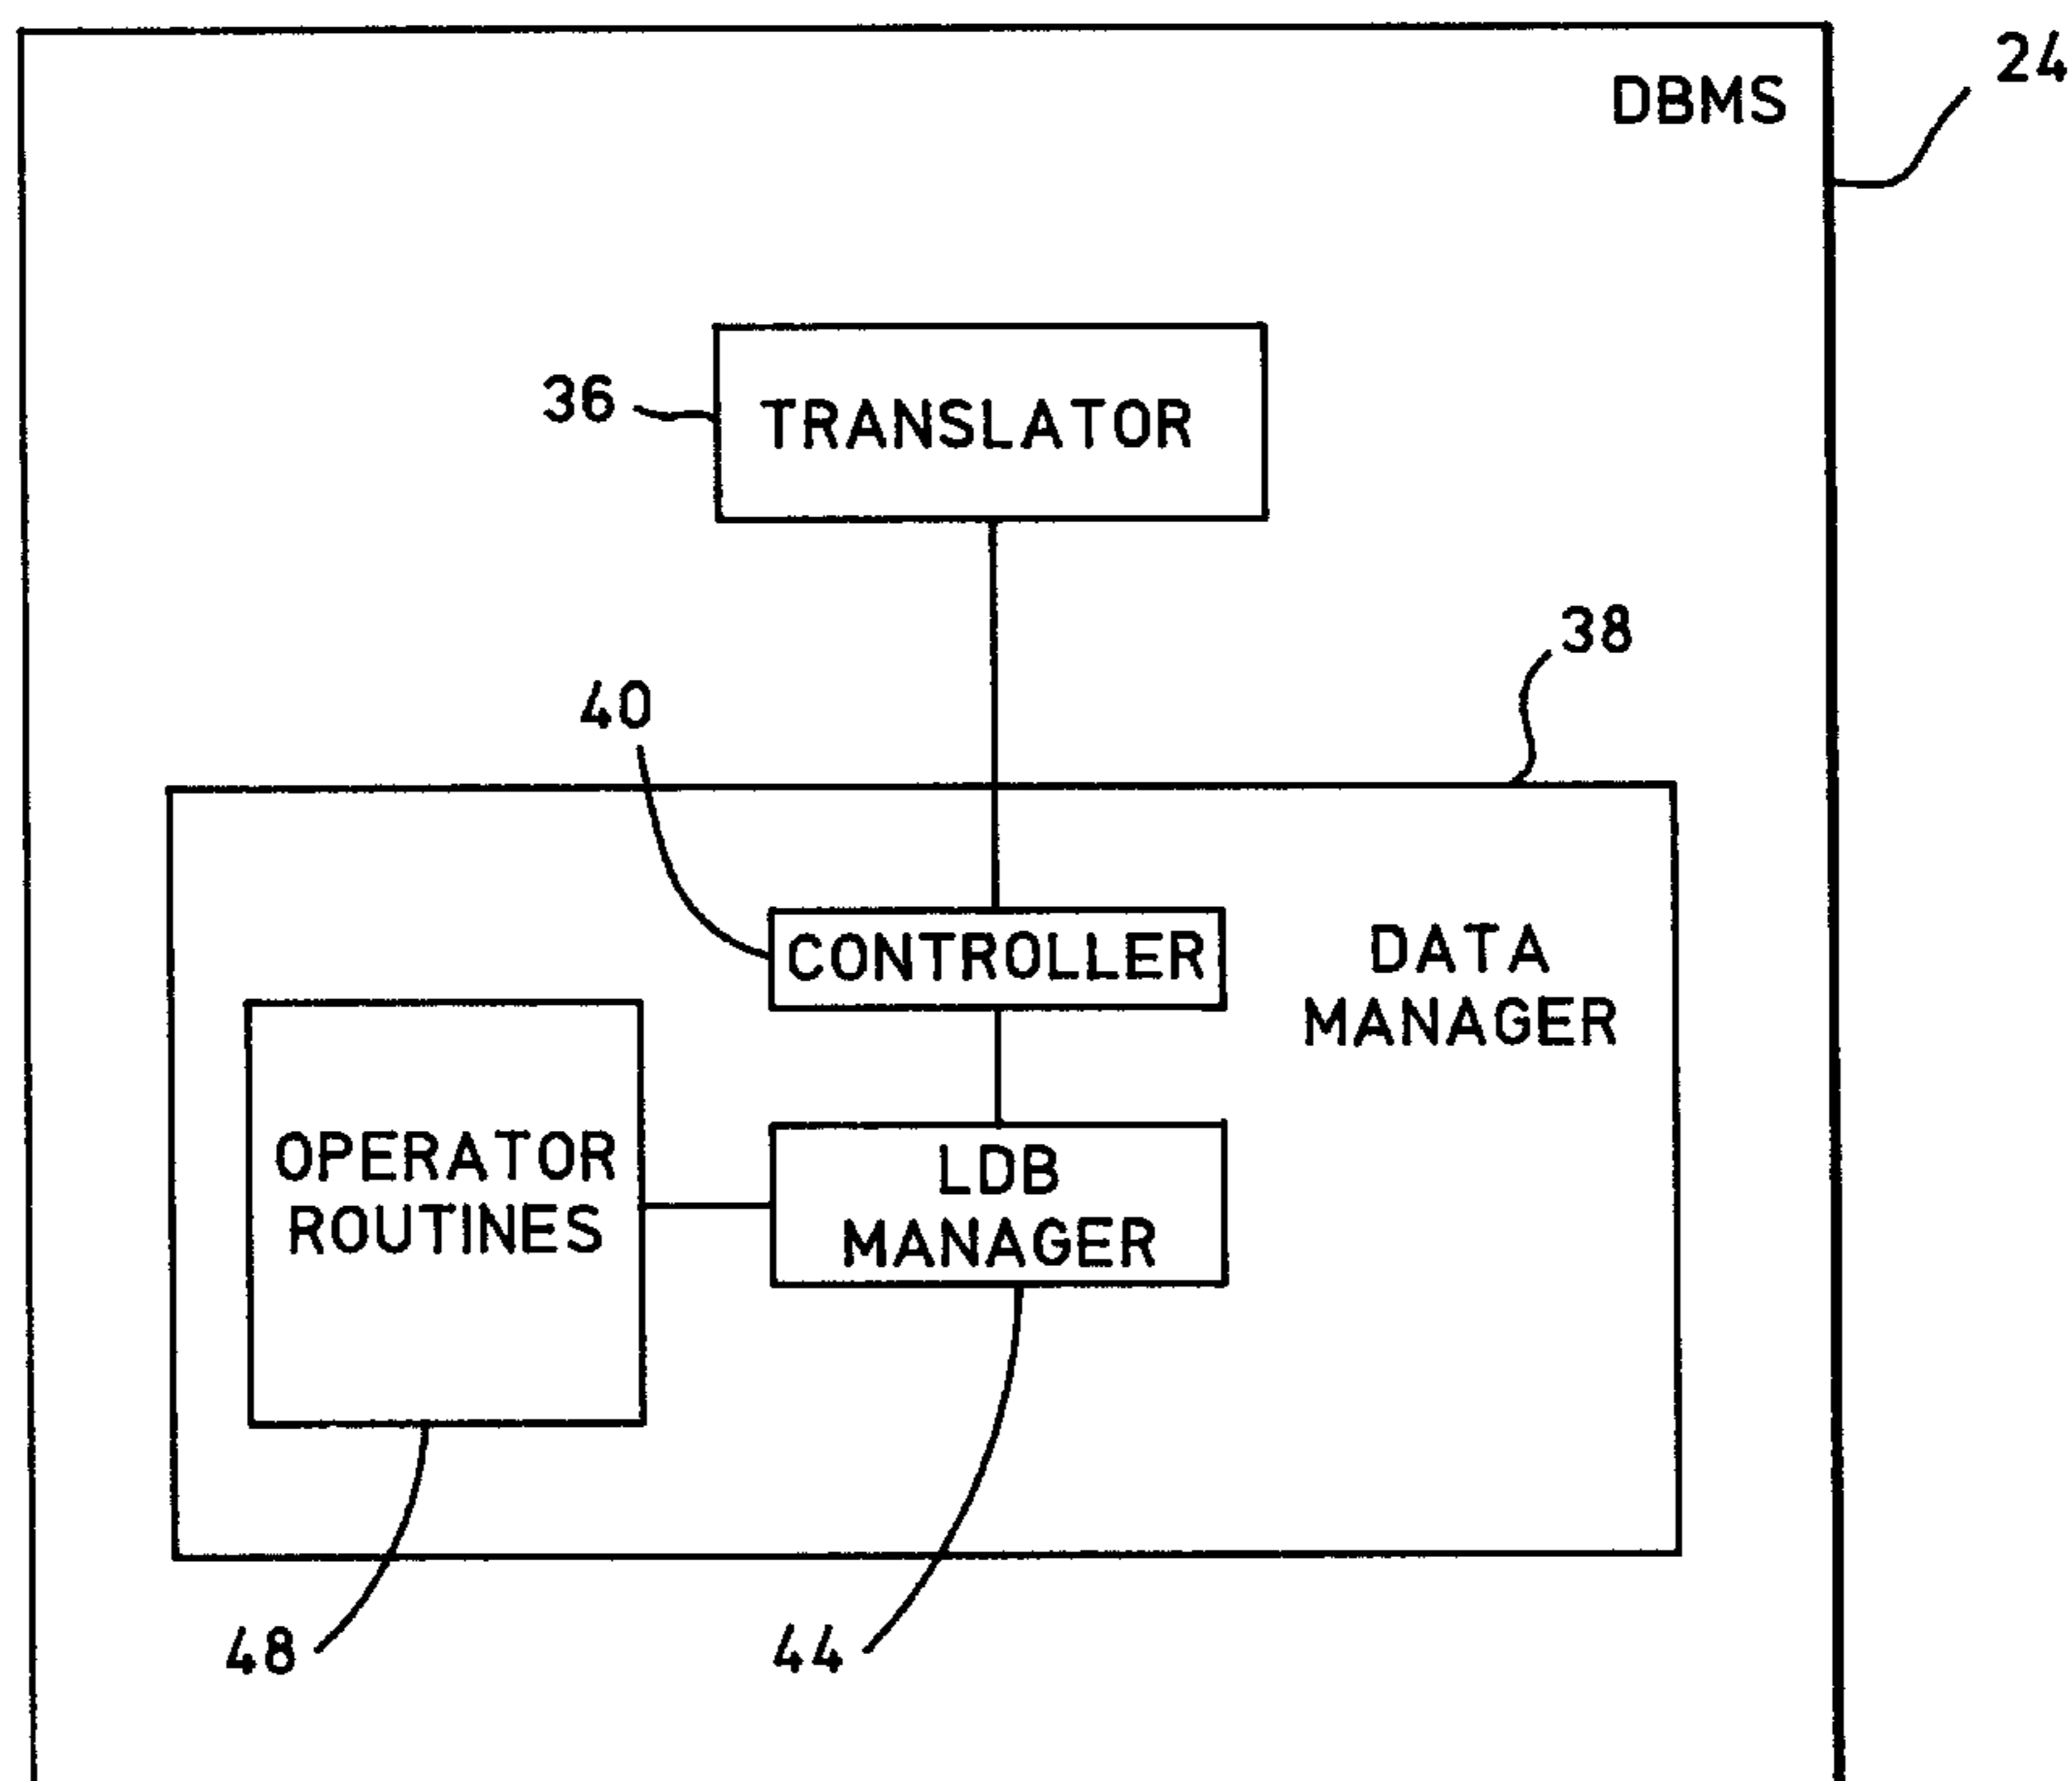 24
DBMS
36
TRANSLATOR
38
40
CONTROLLER
DATA
MANAGER
OPERATOR
ROUTINES
LDB
MANAGER
48
44